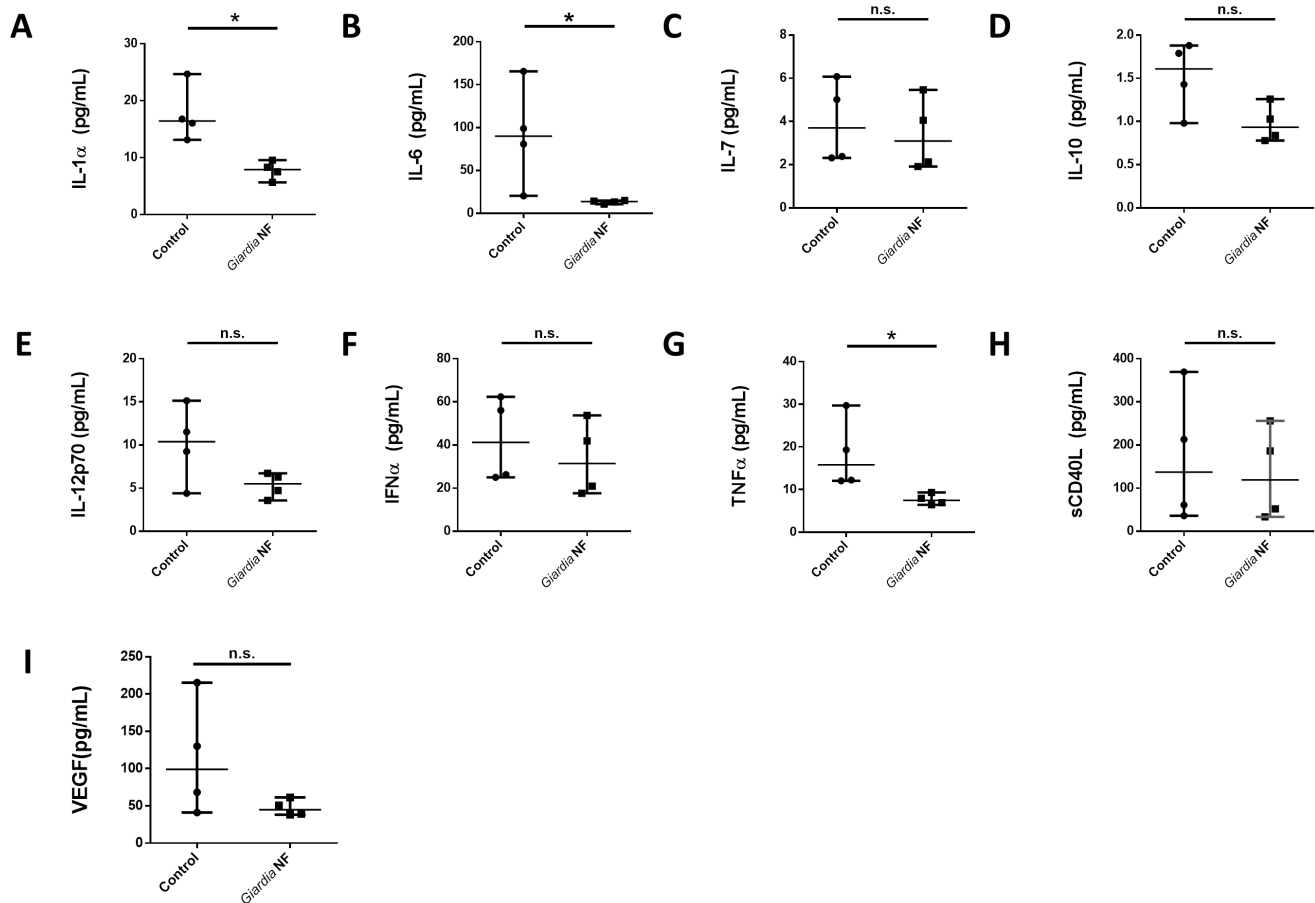 A
*
IL-1α (pg/mL)
30
20
10
0
Control
Giardia NF
B
*
IL-6 (pg/mL)
200
150
100
50
0
Control
Giardia NF
C
n.s.
IL-7 (pg/mL)
8
6
4
2
0
Control
Giardia NF
D
n.s.
IL-10 (pg/mL)
2.0
1.5
1.0
0.5
0.0
Control
Giardia NF
E
n.s.
IL-12p70 (pg/mL)
20
15
10
5
0
Control
Giardia NF
F
n.s.
IFNα (pg/mL)
80
60
40
20
0
Control
Giardia NF
G
*
TNFα (pg/mL)
40
30
20
10
0
Control
Giardia NF
H
n.s.
sCD40L (pg/mL)
400
300
200
100
0
Control
Giardia NF
I
n.s.
VEGF(pg/mL)
250
200
150
100
50
0
Control
Giardia NF